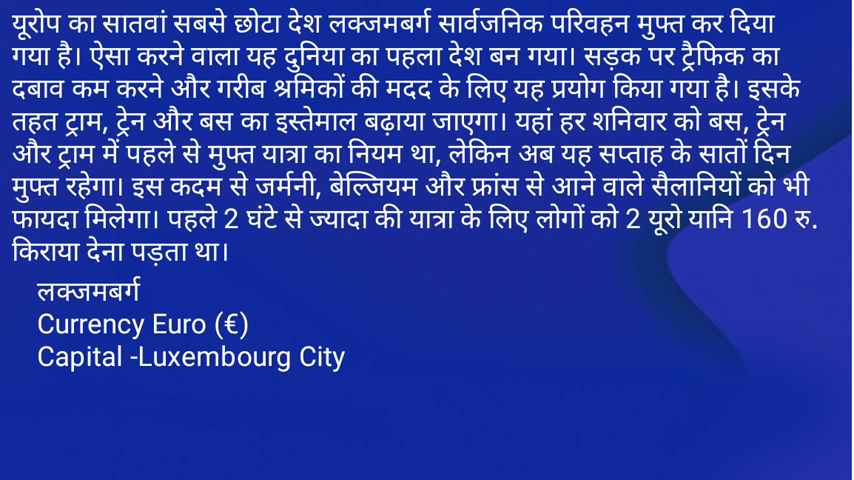 यूरोप का सातवां सबसे छोटा देश लक्जमबर्ग सार्वजनिक परिवहन मुफ्त कर दिया
गया है। ऐसा करने वाला यह दुनिया का पहला देश बन गया। सड़क पर ट्रैफिक का
दबाव कम करने और गरीब श्रमिकों की मदद के लिए यह प्रयोग किया गया है। इसके
तहत ट्राम, ट्रेन और बस का इस्तेमाल बढ़ाया जाएगा। यहां हर शनिवार को बस, ट्रेन
और ट्राम में पहले से मुफ्त यात्रा का नियम था, लेकिन अब यह सप्ताह के सातों दिन
मुफ्त रहेगा। इस कदम से जर्मनी, बेल्जियम और फ्रांस से आने वाले सैलानियों को भी
फायदा मिलेगा। पहले 2 घंटे से ज्यादा की यात्रा के लिए लोगों को 2 यूरो यानि 160 रु.
किराया देना पड़ता था।
लक्जमबर्ग
Currency Euro (€)
Capital -Luxembourg City